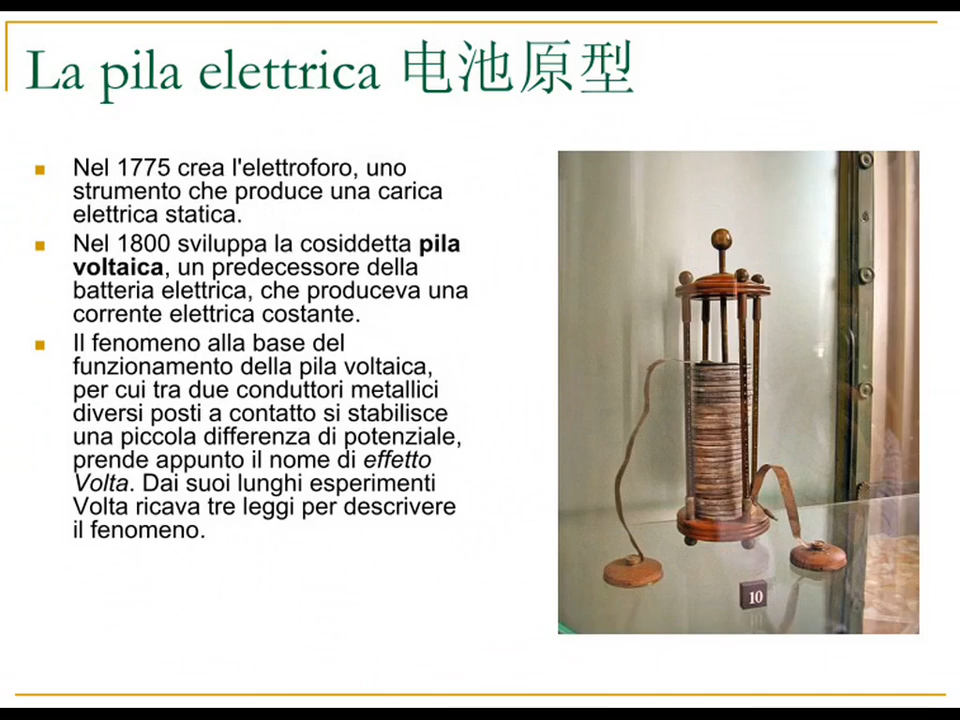 La pila elettrica 电池原型
Nel 1775 crea l'elettroforo, uno
strumento che produce una carica
elettrica statica.
Nel 1800 sviluppa la cosiddetta pila
voltaica, un predecessore della
batteria elettrica, che produceva una
corrente elettrica costante.
Il fenomeno alla base del
funzionamento della pila voltaica,
per cui tra due conduttori metallici
diversi posti a contatto si stabilisce
una piccola differenza di potenziale,
prende appunto il nome di effetto
Volta. Dai suoi lunghi esperimenti
Volta ricava tre leggi per descrivere
il fenomeno.
10